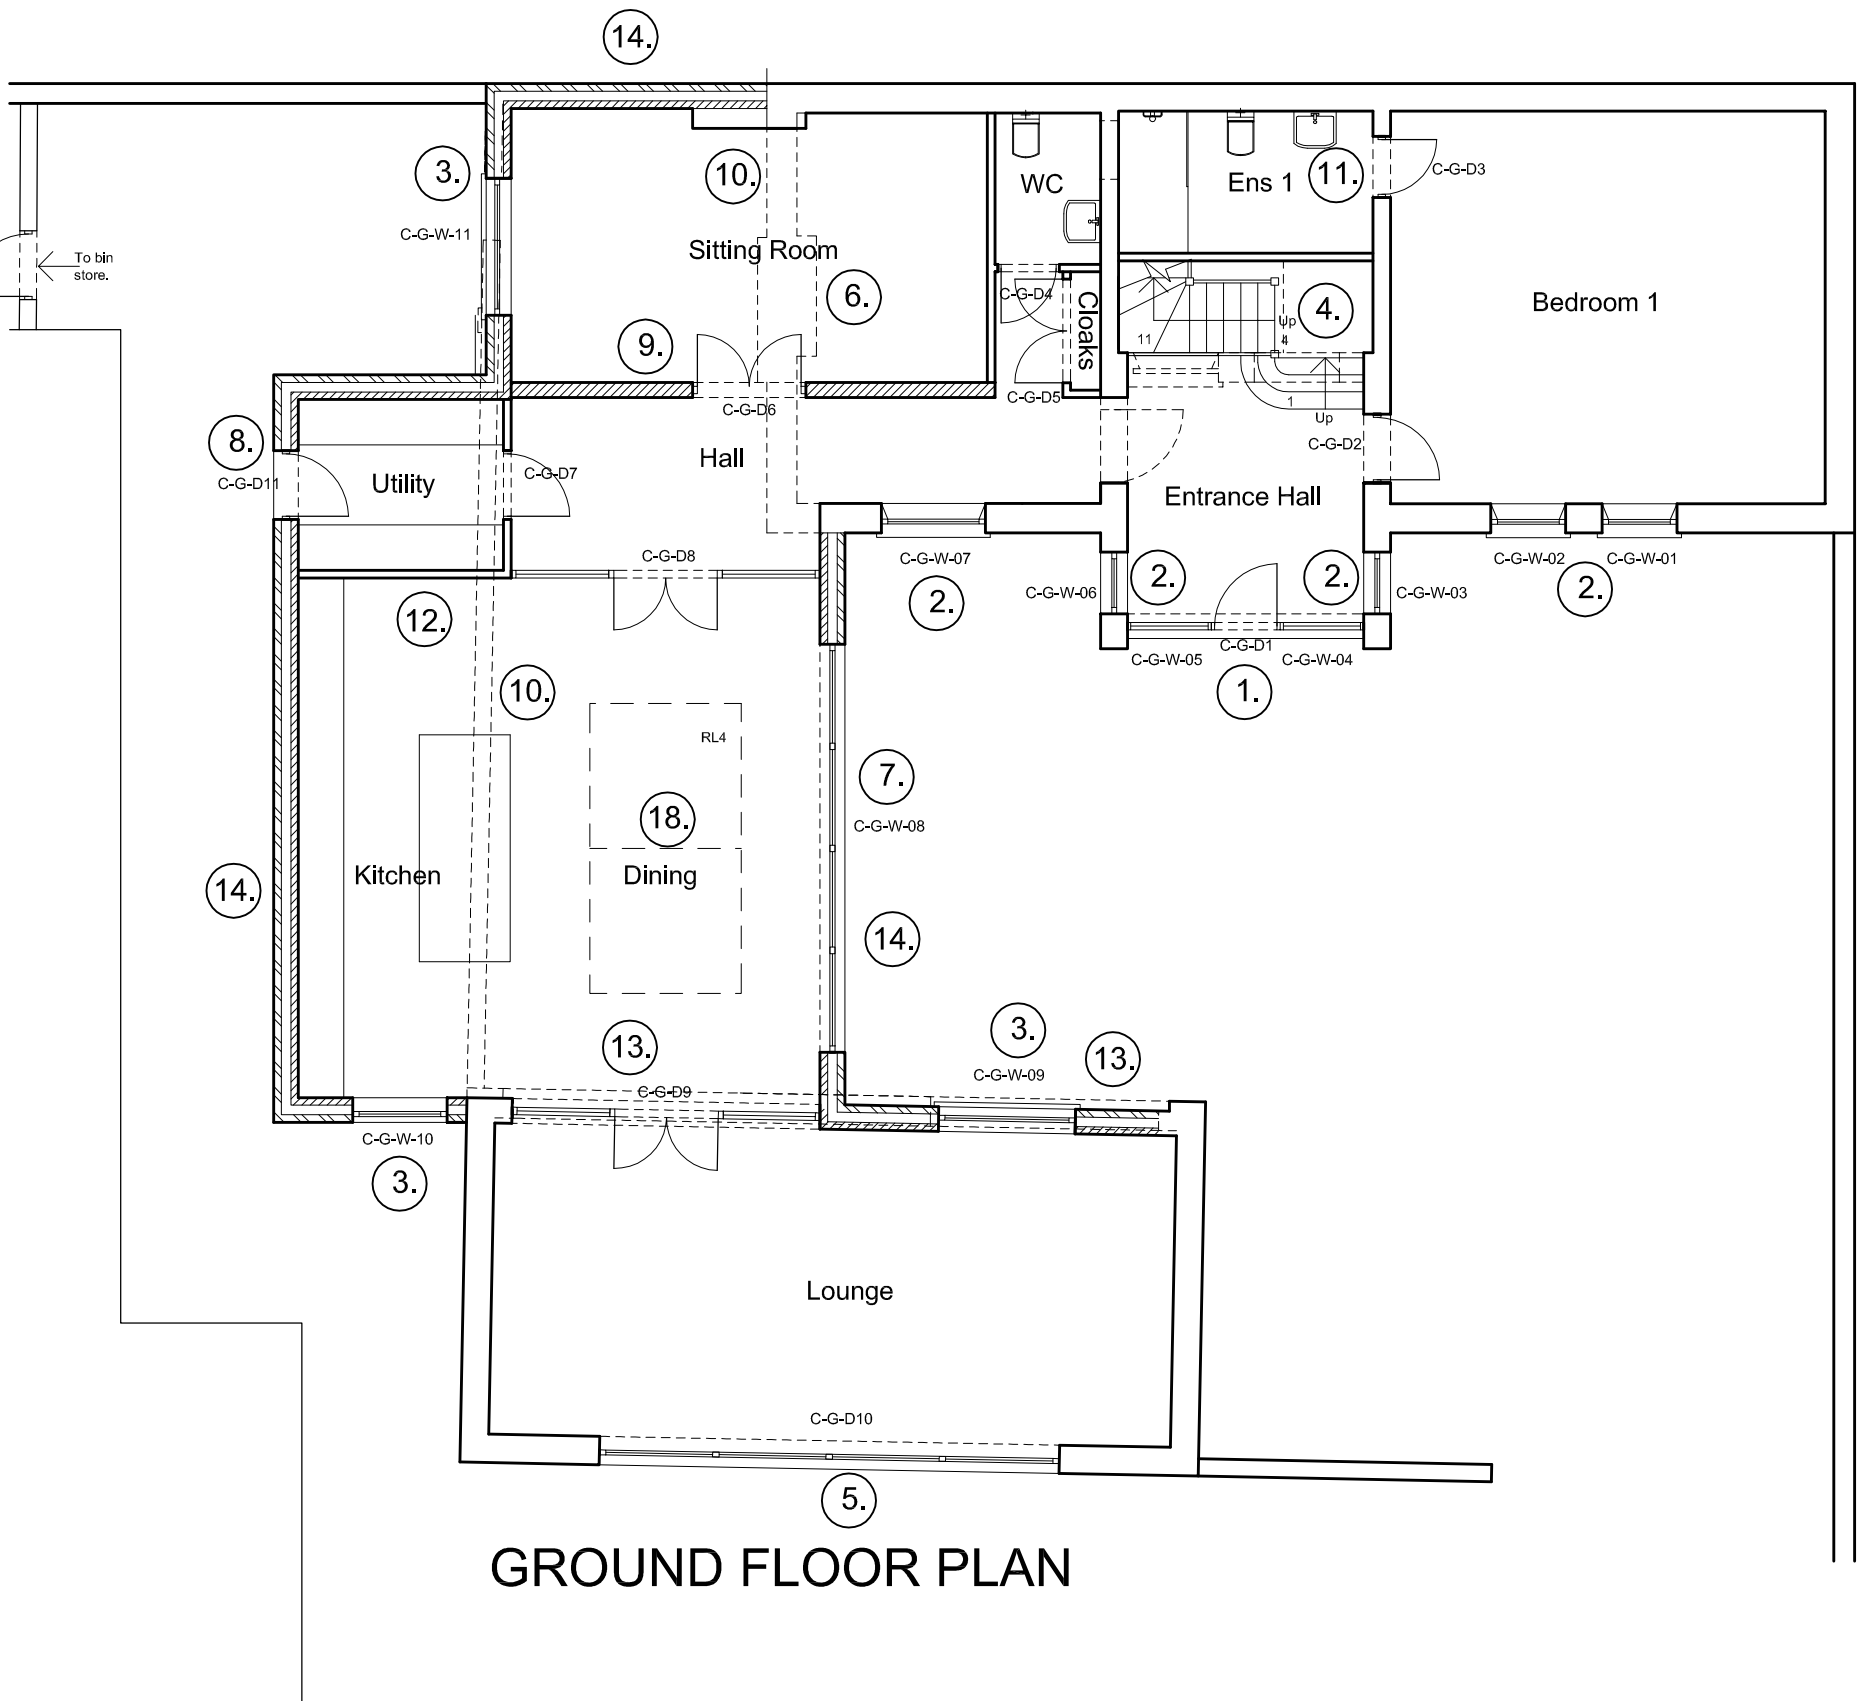 14.
3.
10.
WC
Ens 1
11.
C-G-D3
C-G-W-11
Sitting Room
To bin
store.
6.
C-G-D4
Cloaks
Up
4
4.
Bedroom 1
9.
11
C-G-D6
C-G-D5
1
Up
8.
C-G-D11
Utility
C-G-D7
Hall
C-G-D2
Entrance Hall
C-G-D8
C-G-W-07
C-G-W-02
C-G-W-01
2.
2.
2.
2.
C-G-W-06
C-G-W-03
12.
C-G-D1
C-G-W-05
C-G-W-04
10.
1.
RL4
7.
18.
C-G-W-08
Kitchen
Dining
14.
14.
3.
13.
13.
C-G-W-09
C-G-D9
C-G-W-10
3.
Lounge
C-G-D10
5.
GROUND FLOOR PLAN